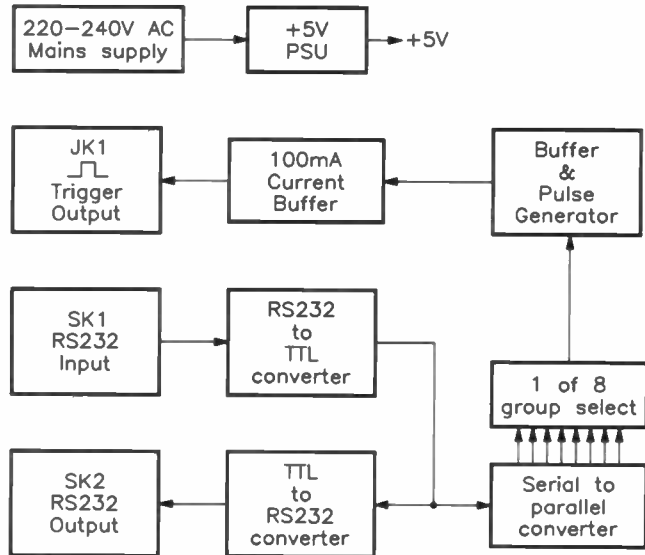 220-240V AC
Mains supply
+5V
PSU
+5V
JK1
Trigger
Output
100mA
Current
Buffer
Buffer
&
Pulse
Generator
SK1
RS232
Input
RS232
to
TTL
converter
1 of 8
group select
SK2
RS232
Output
TTL
to
RS232
converter
Serial to
parallel
converter